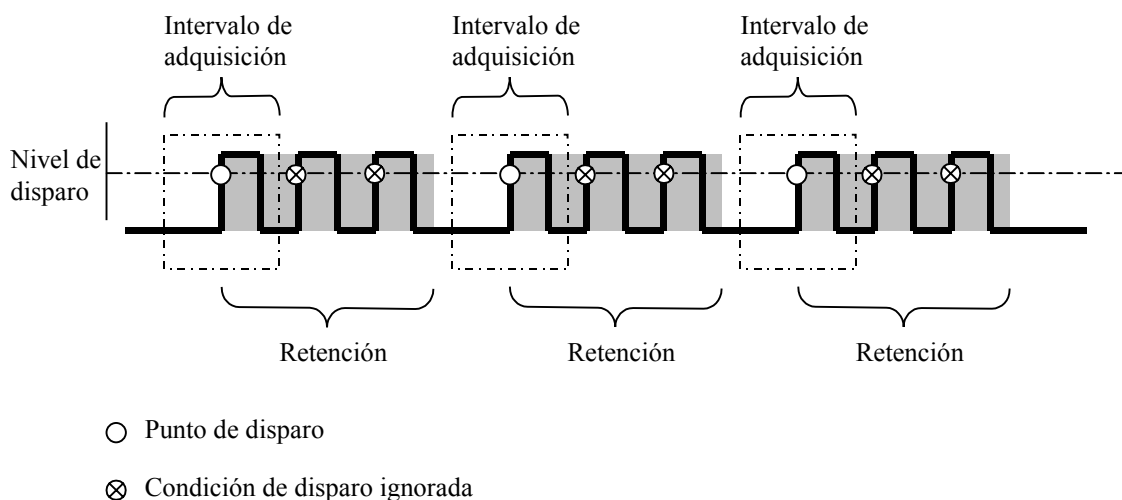 Intervalo de
adquisición
Intervalo de
adquisición
Intervalo de
adquisición
Nivel de
disparo
Retención
Retención
Retención
Punto de disparo
Condición de disparo ignorada